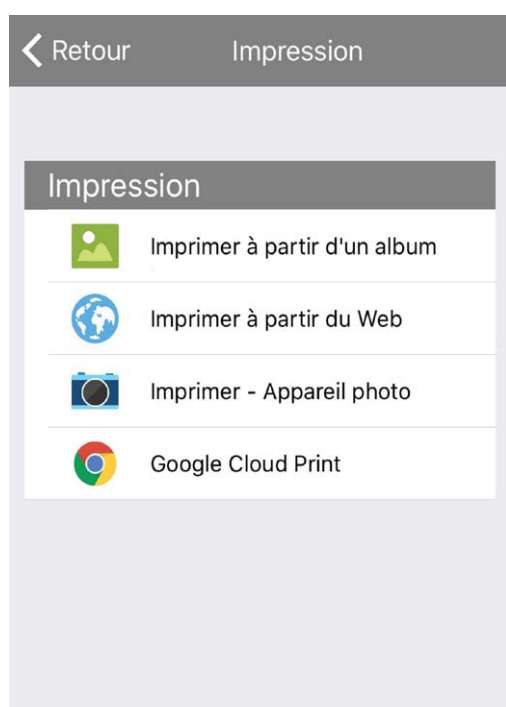 Retour Impression
Impression
Imprimer à partir d'un album
Imprimer à partir du Web
Imprimer - Appareil photo
Google Cloud Print